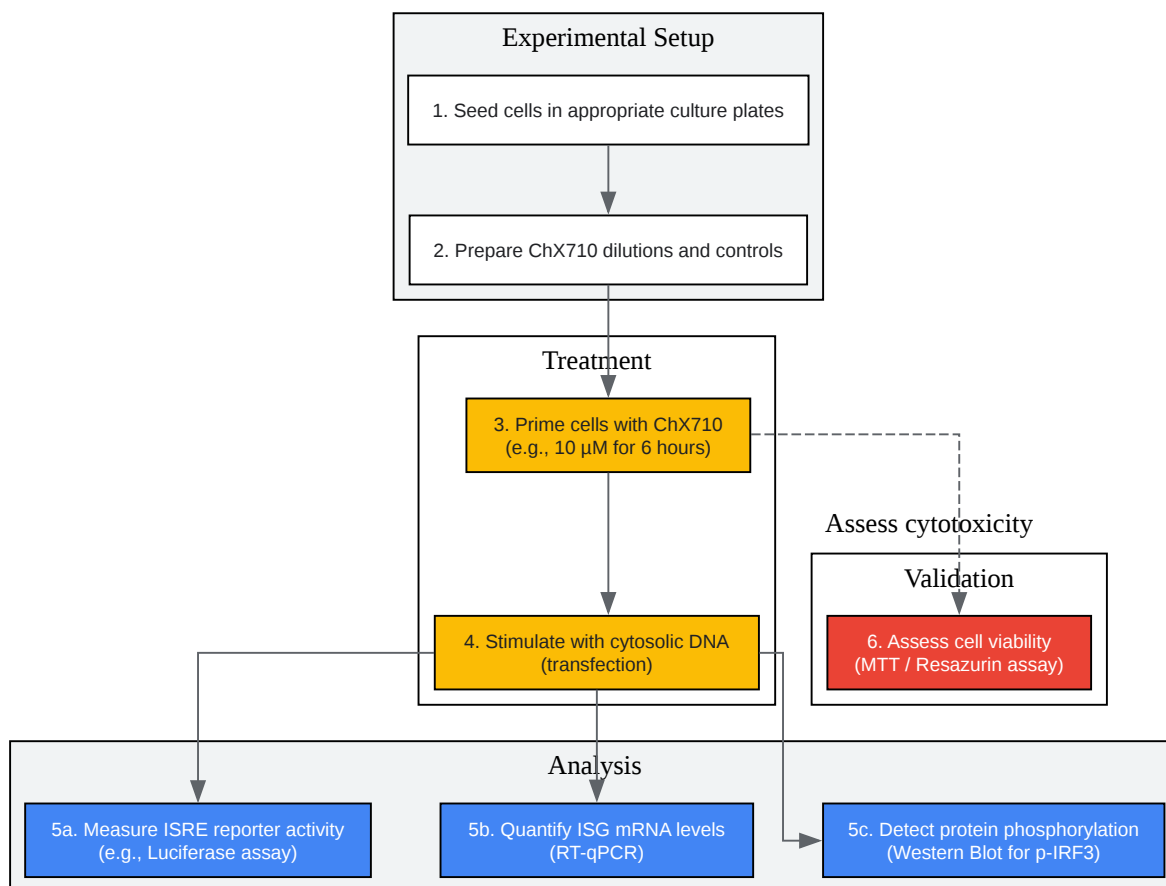 Experimental Setup
1. Seed cells in appropriate culture plates
2. Prepare ChX710 dilutions and controls
Treatment
3. Prime cells with ChX710
(e.g., 10 µM for 6 hours)
Assess cytotoxicity
Validation
4. Stimulate with cytosolic DNA
(transfection)
6. Assess cell viability
(MTT / Resazurin assay)
Analysis
5a. Measure ISRE reporter activity
(e.g., Luciferase assay)
5b. Quantify ISG mRNA levels
(RT-qPCR)
5c. Detect protein phosphorylation
(Western Blot for p-IRF3)